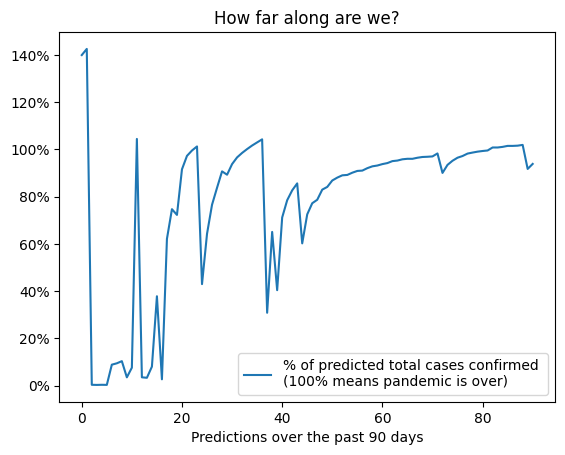 How far along are we?
140%
120%
100%
80%
60%
40%
20%
0%
% of predicted total cases confirmed
(100% means pandemic is over)
0 20 40 60 80
Predictions over the past 90 days